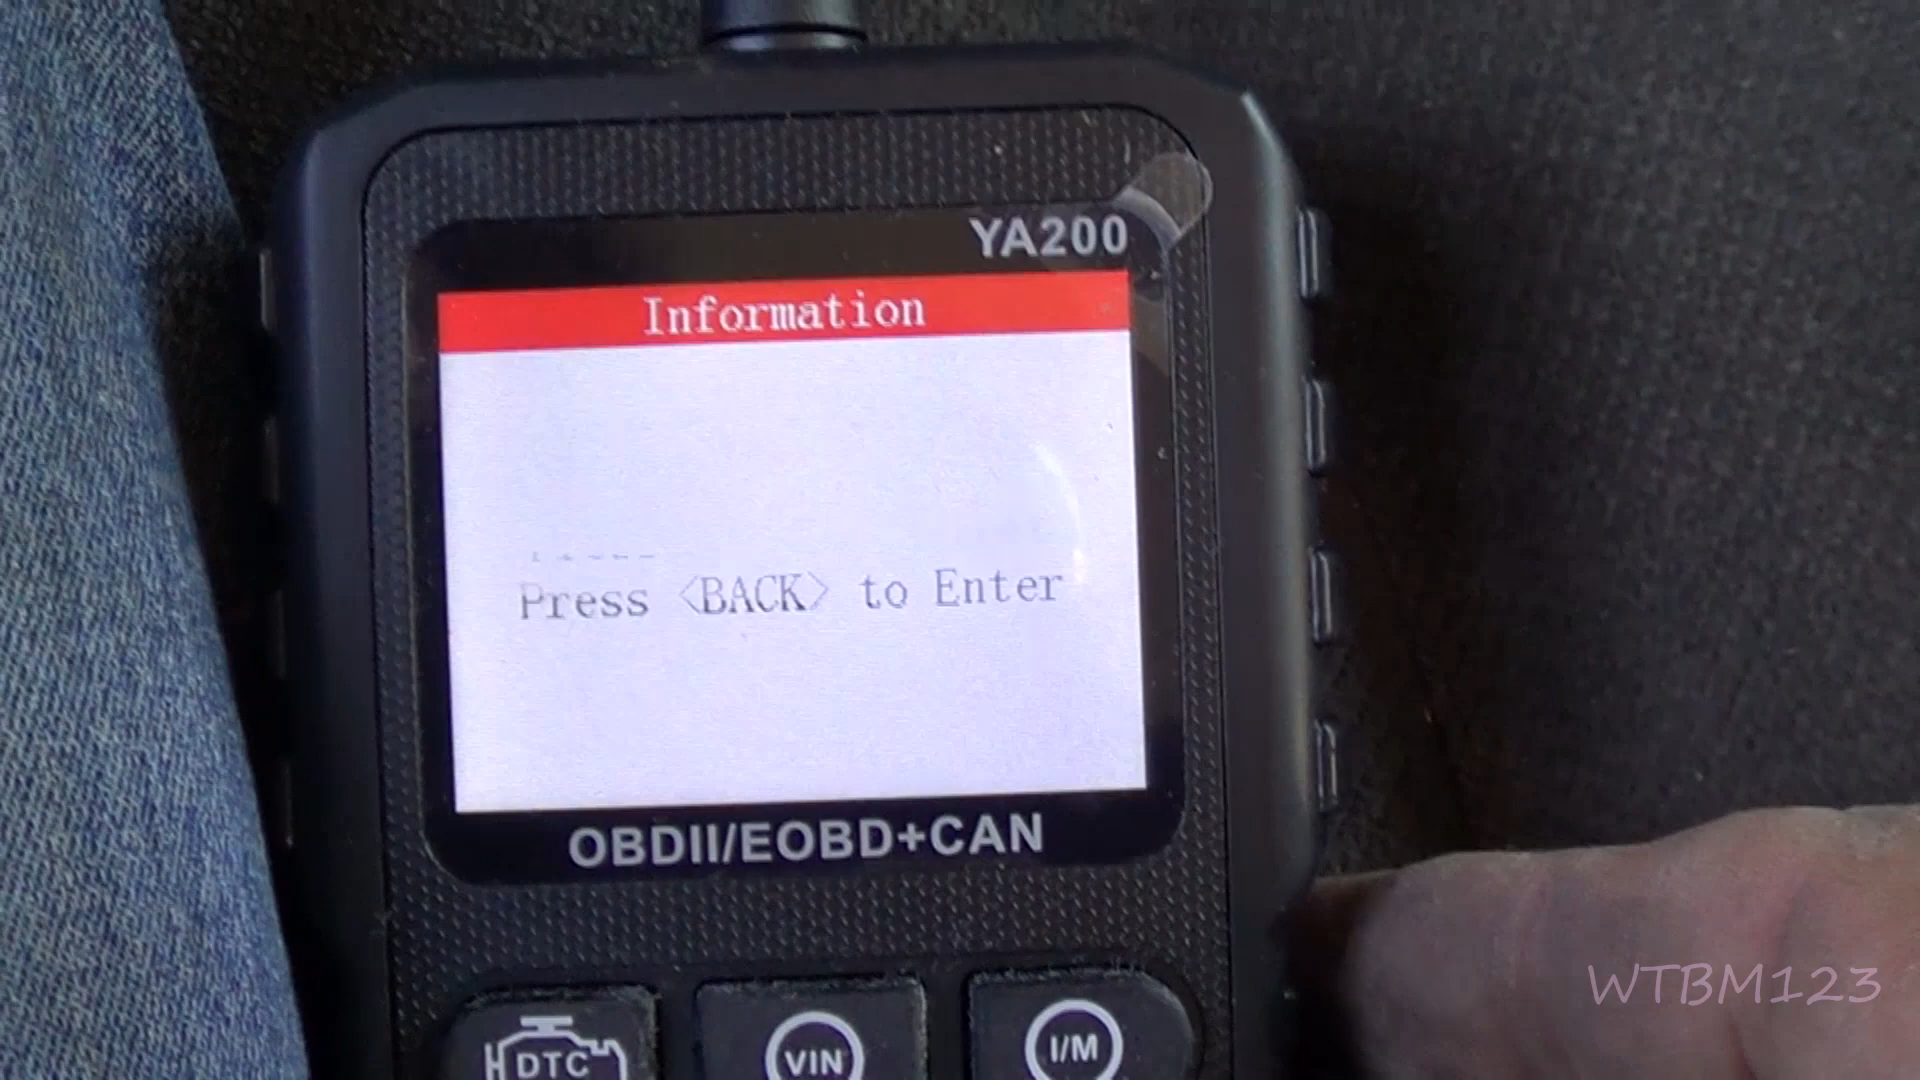 YA200
Information
Press <BACK> to Enter
OBDII/EOBD+CAN
DTC
VIN
I/M
WTBM123